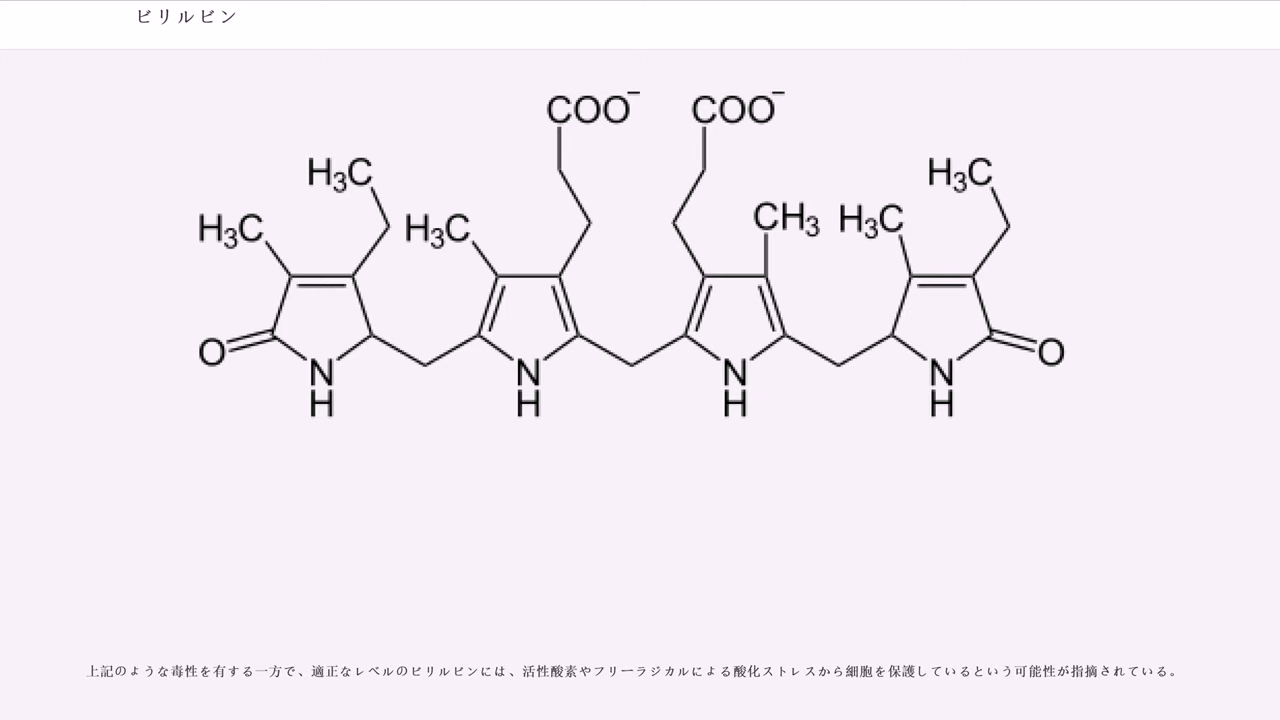 ビリルビン
COO⁻ COO⁻
H₃C H₃C
H₃C H₃C CH₃ H₃C
O O
N N N N
H H H H
上記のような毒性を有する一方で、適正なレベルのビリルビンには、活性酸素やフリーラジカルによる酸化ストレスから細胞を保護しているという可能性が指摘されている。